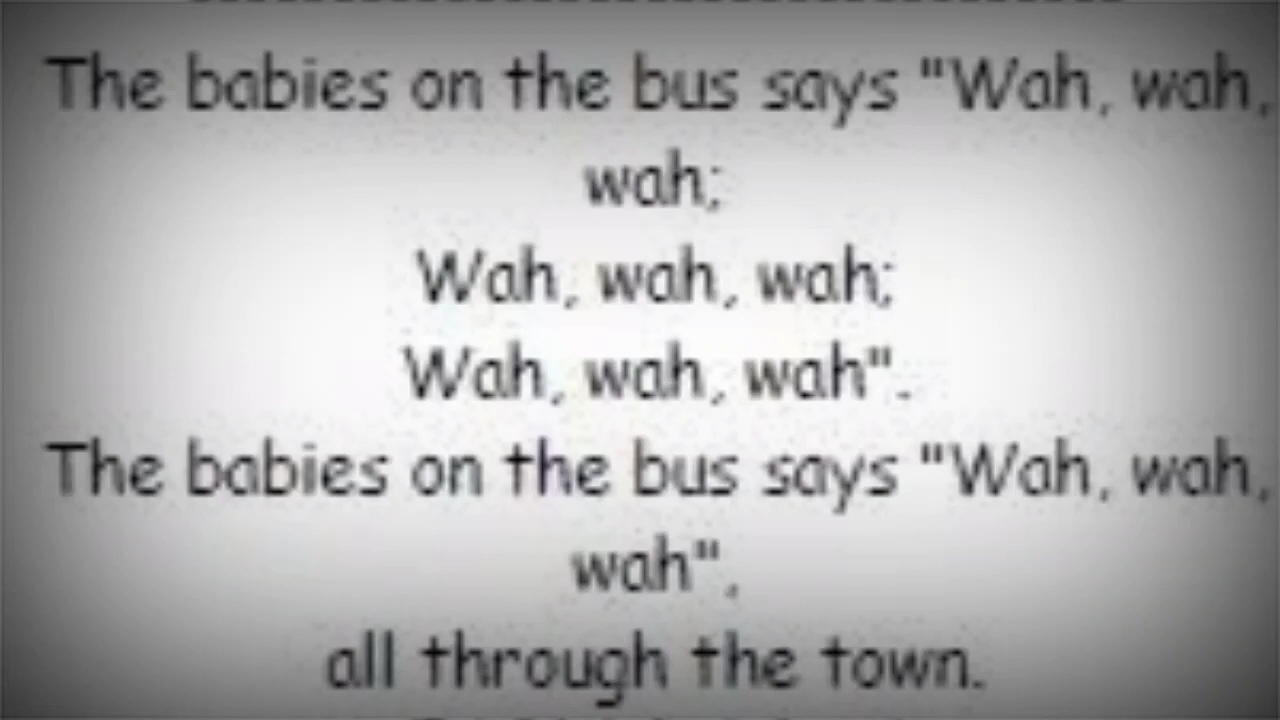 The babies on the bus says "Wah, wah,
wah;
Wah, wah, wah;
Wah, wah, wah".
The babies on the bus says "Wah, wah,
wah",
all through the town.